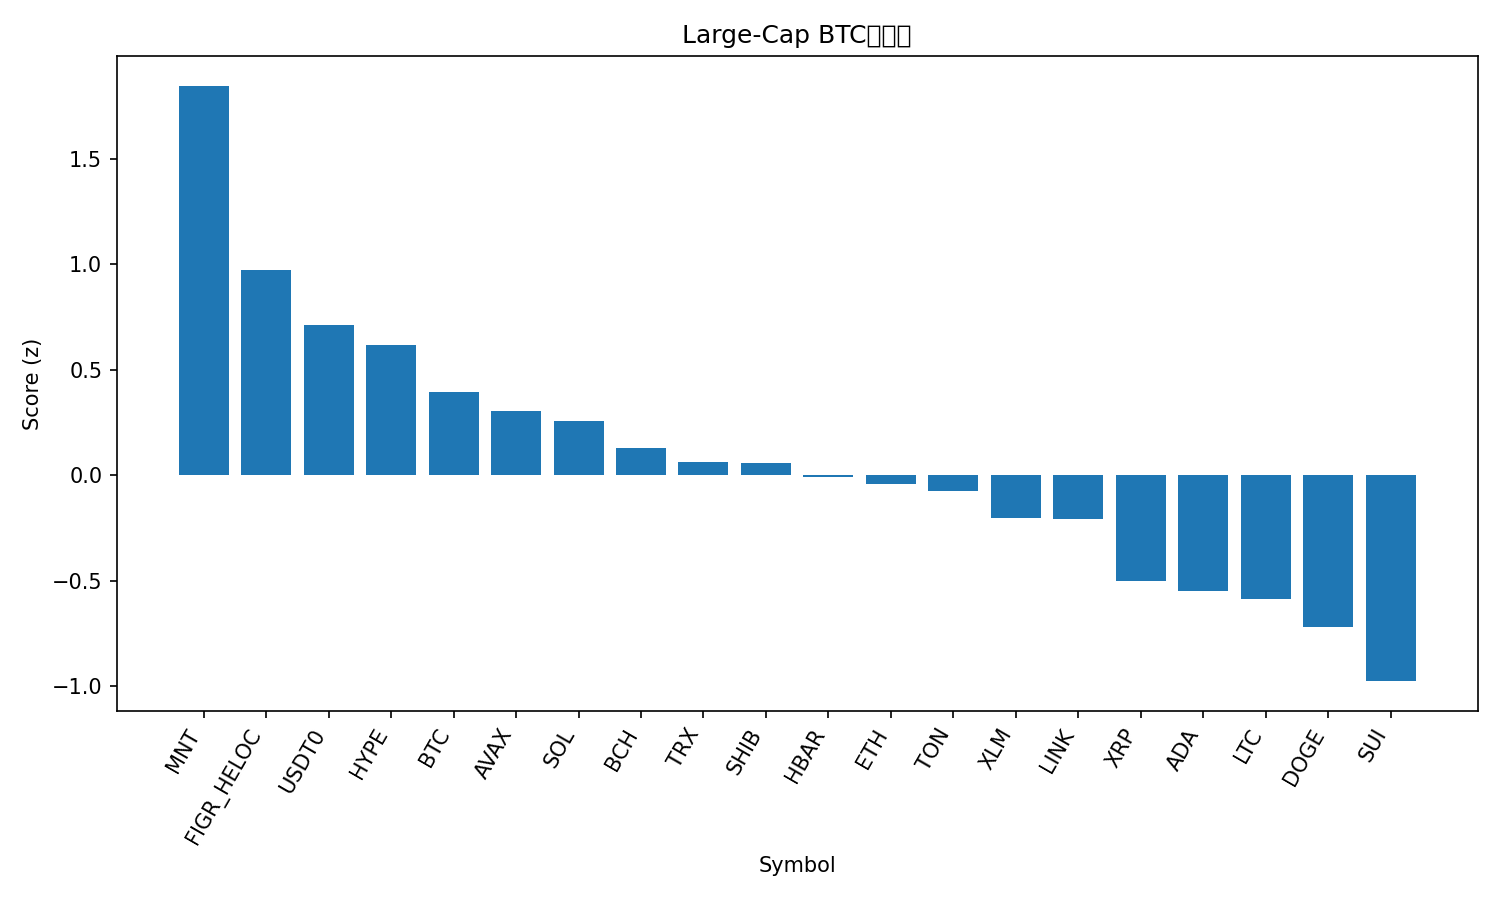 Large-Cap BTC
Score (z)
1.5
1.0
0.5
0.0
−0.5
−1.0
MNT
FIGR_HELOC
USDT0
HYPE
BTC
AVAX
SOL
BCH
TRX
SHIB
HBAR
ETH
TON
XLM
LINK
XRP
ADA
LTC
DOGE
SUI
Symbol